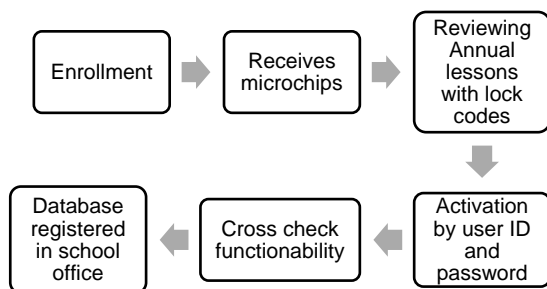 Enrollment
Receives
microchips
Reviewing
Annual
lessons
with lock
codes
Activation
by user ID
and
password
Cross check
functionability
Database
registered
in school
office